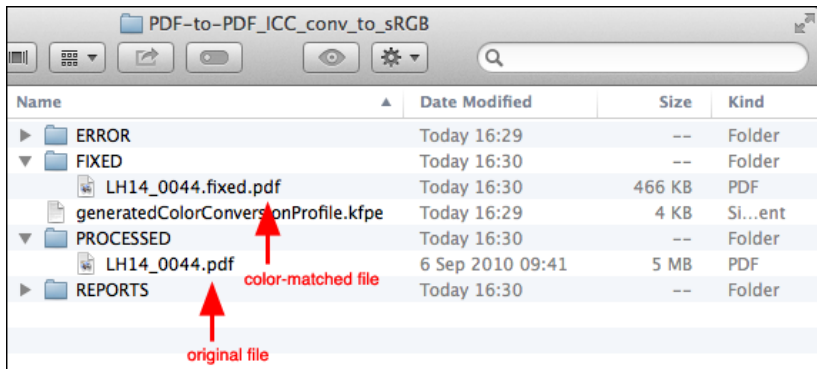 PDF-to-PDF_ICC_conv_to_sRGB
Name Date Modified Size Kind
ERROR Today 16:29 -- Folder
FIXED Today 16:30 -- Folder
LH14_0044.fixed.pdf Today 16:30 466 KB PDF
generatedColorConversionProfile.kfpe Today 16:29 4 KB Si...ent
PROCESSED Today 16:30 -- Folder
LH14_0044.pdf 6 Sep 2010 09:41 5 MB PDF
color-matched file
REPORTS Today 16:30 -- Folder
original file